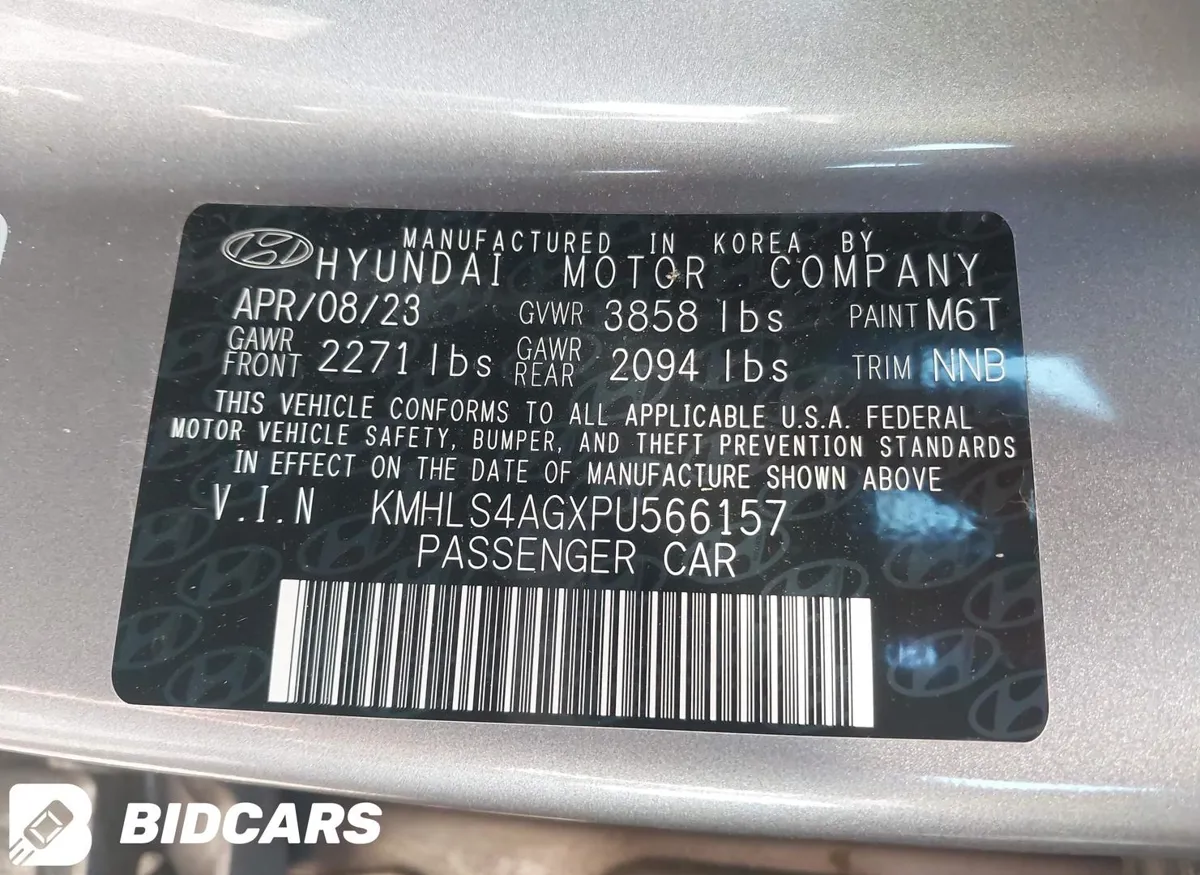 MANUFACTURED IN KOREA BY
HYUNDAI MOTOR COMPANY
APR/08/23 GVWR 3858 lbs PAINT M6T
GAWR FRONT 2271 lbs GAWR REAR 2094 lbs TRIM NNB
THIS VEHICLE CONFORMS TO ALL APPLICABLE U.S.A. FEDERAL
MOTOR VEHICLE SAFETY, BUMPER, AND THEFT PREVENTION STANDARDS
IN EFFECT ON THE DATE OF MANUFACTURE SHOWN ABOVE
V.I.N KMHLS4AGXPU566157
PASSENGER CAR
BIDCARS